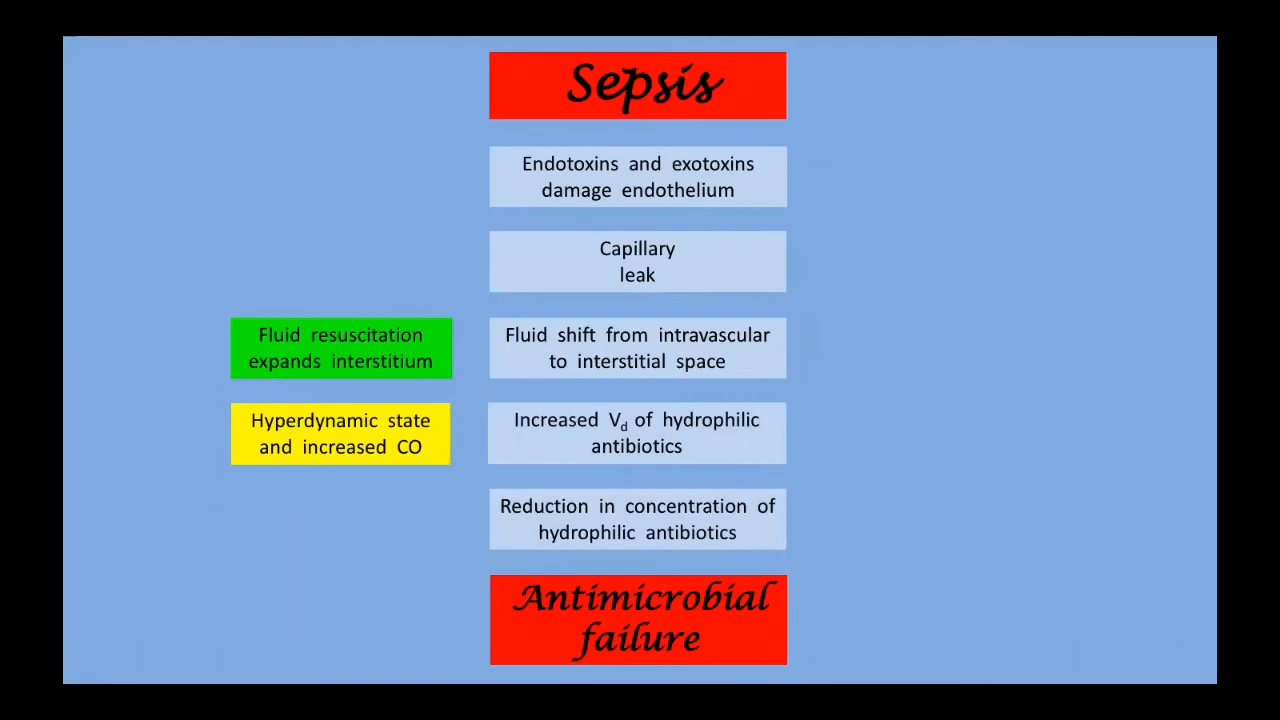 Sepsis
Endotoxins and exotoxins
damage endothelium
Capillary
leak
Fluid resuscitation
expands interstitium
Fluid shift from intravascular
to interstitial space
Hyperdynamic state
and increased CO
Increased Vd of hydrophilic
antibiotics
Reduction in concentration of
hydrophilic antibiotics
Antimicrobial
failure